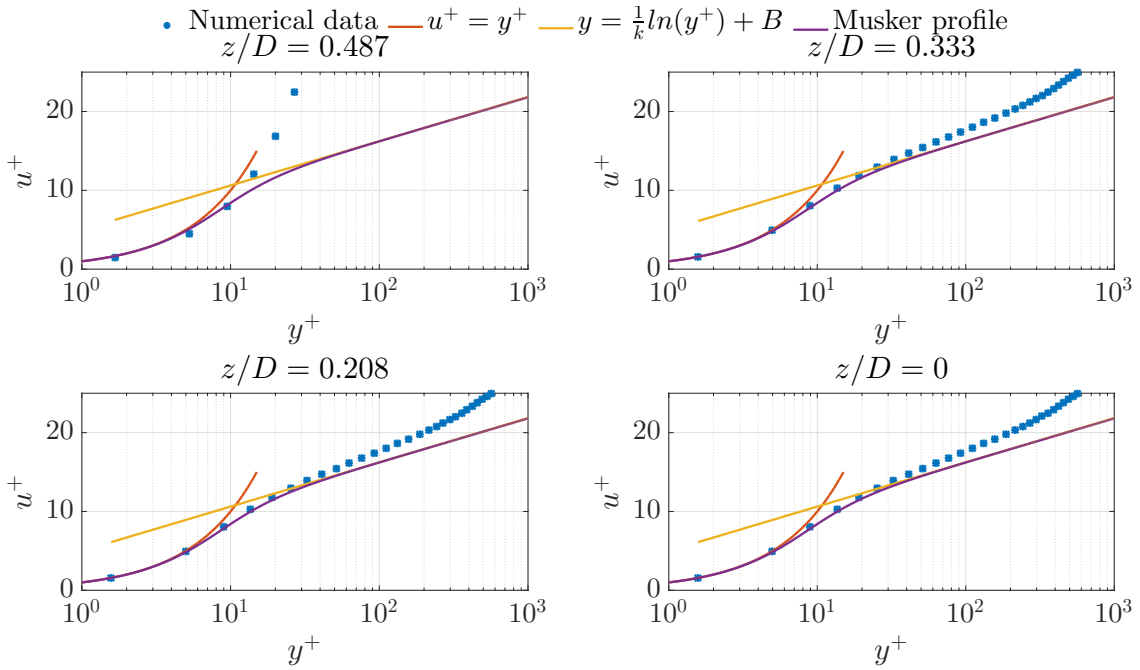 Numerical data u⁺ = y⁺ y = 1/k ln(y⁺) + B Musker profile
z/D = 0.487 z/D = 0.333
20 20
10 10
0 0
u⁺ u⁺
10⁰ 10¹ 10² 10³ 10⁰ 10¹ 10² 10³
y⁺ y⁺
z/D = 0.208 z/D = 0
20 20
10 10
0 0
u⁺ u⁺
10⁰ 10¹ 10² 10³ 10⁰ 10¹ 10² 10³
y⁺ y⁺